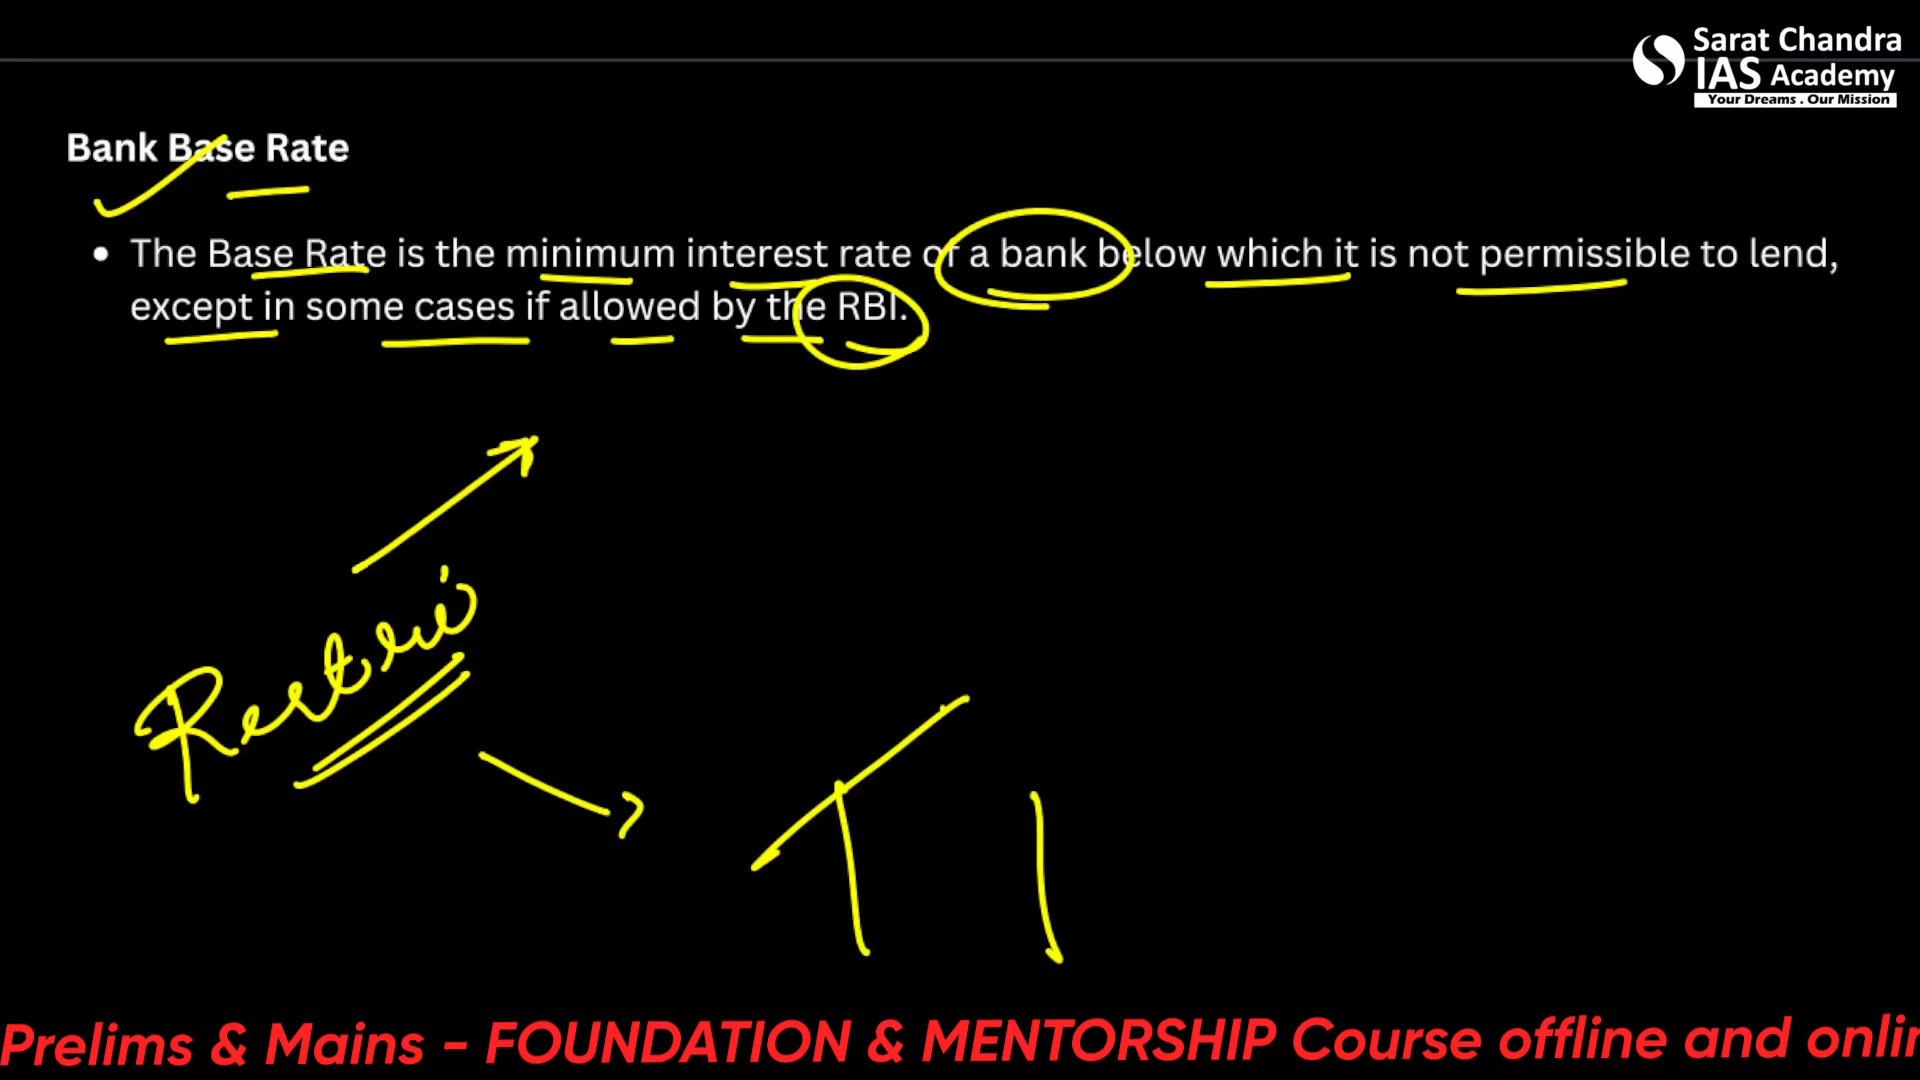 Sarat Chandra
IAS Academy
Your Dreams . Our Mission
Bank Base Rate
• The Base Rate is the minimum interest rate of a bank below which it is not permissible to lend,
except in some cases if allowed by the RBI.
Prelims & Mains - FOUNDATION & MENTORSHIP Course offline and onlin